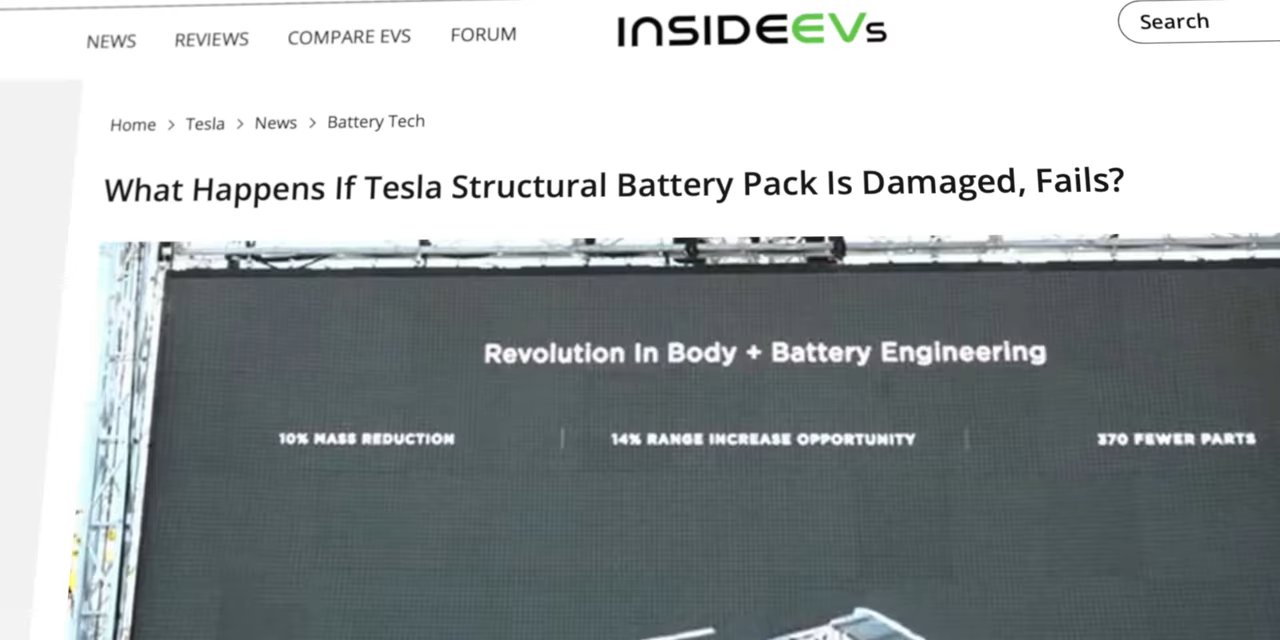 NEWS REVIEWS COMPARE EVS FORUM INSIDEEVs Search
Home > Tesla > News > Battery Tech
What Happens If Tesla Structural Battery Pack Is Damaged, Fails?
Revolution In Body + Battery Engineering
10% MASS REDUCTION | 14% RANGE INCREASE OPPORTUNITY | 370 FEWER PARTS